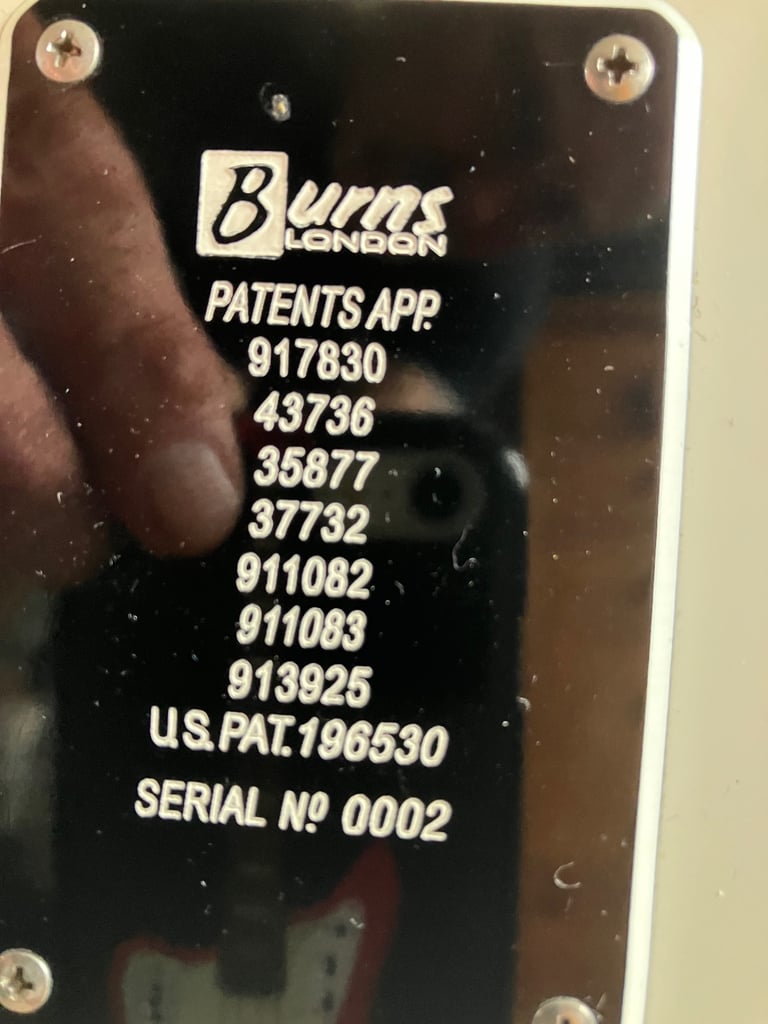 Burns
LONDON
PATENTS APP.
917830
43736
35877
37732
911082
911083
913925
U.S. PAT. 196530
SERIAL Nº 0002